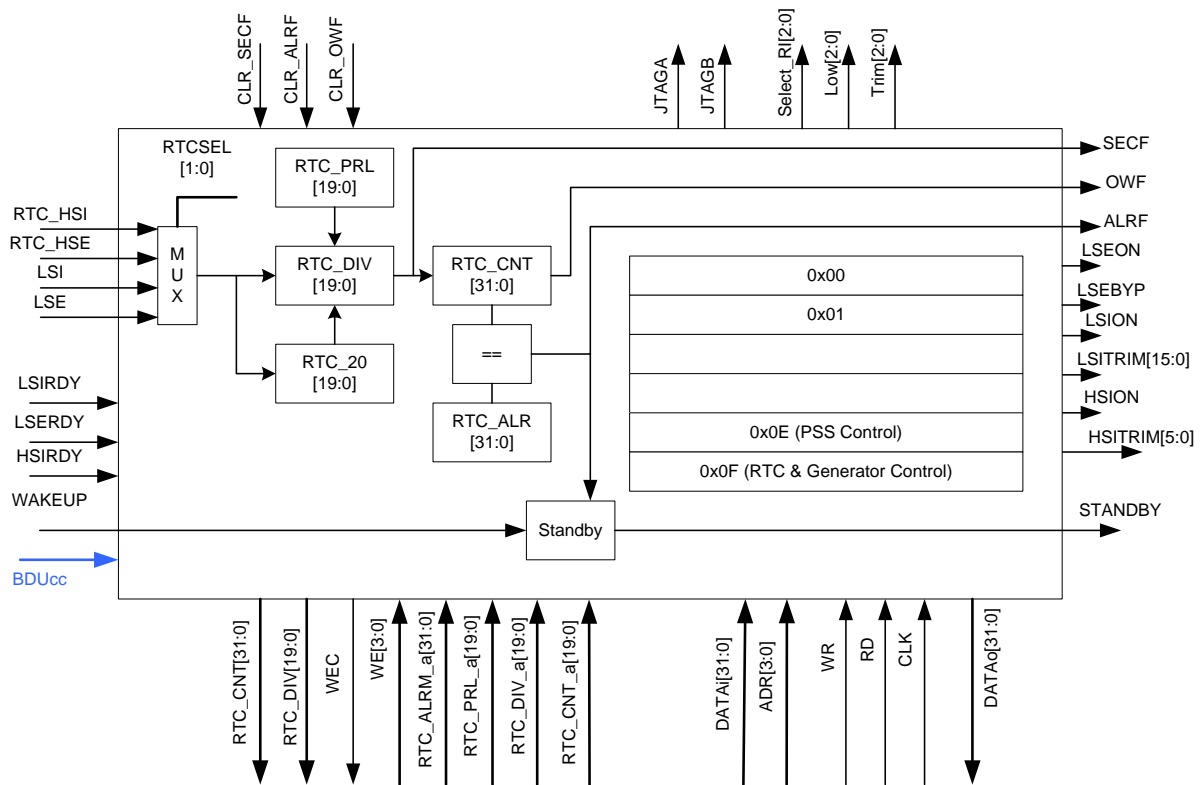 CLR_SECF
CLR_ALRF
CLR_OWF
JTAGA
JTAGB
Select_RI[2:0]
Low[2:0]
Trim[2:0]
RTCSEL
[1:0]
RTC_PRL
[19:0]
SECF
OWF
ALRF
RTC_HSI
RTC_HSE
LSI
LSE
M
U
X
RTC_DIV
[19:0]
RTC_CNT
[31:0]
LSEON
LSEBYP
LSION
LSITRIM[15:0]
HSION
HSITRIM[5:0]
0x00
0x01
0x0E (PSS Control)
0x0F (RTC & Generator Control)
==
RTC_20
[19:0]
RTC_ALR
[31:0]
LSIRDY
LSERDY
HSIRDY
WAKEUP
Standby
STANDBY
BDUcc
RTC_CNT[31:0]
RTC_DIV[19:0]
WEC
WE[3:0]
RTC_ALRM_a[31:0]
RTC_PRL_a[19:0]
RTC_DIV_a[19:0]
RTC_CNT_a[19:0]
DATAi[31:0]
ADR[3:0]
WR
RD
CLK
DATAq[31:0]